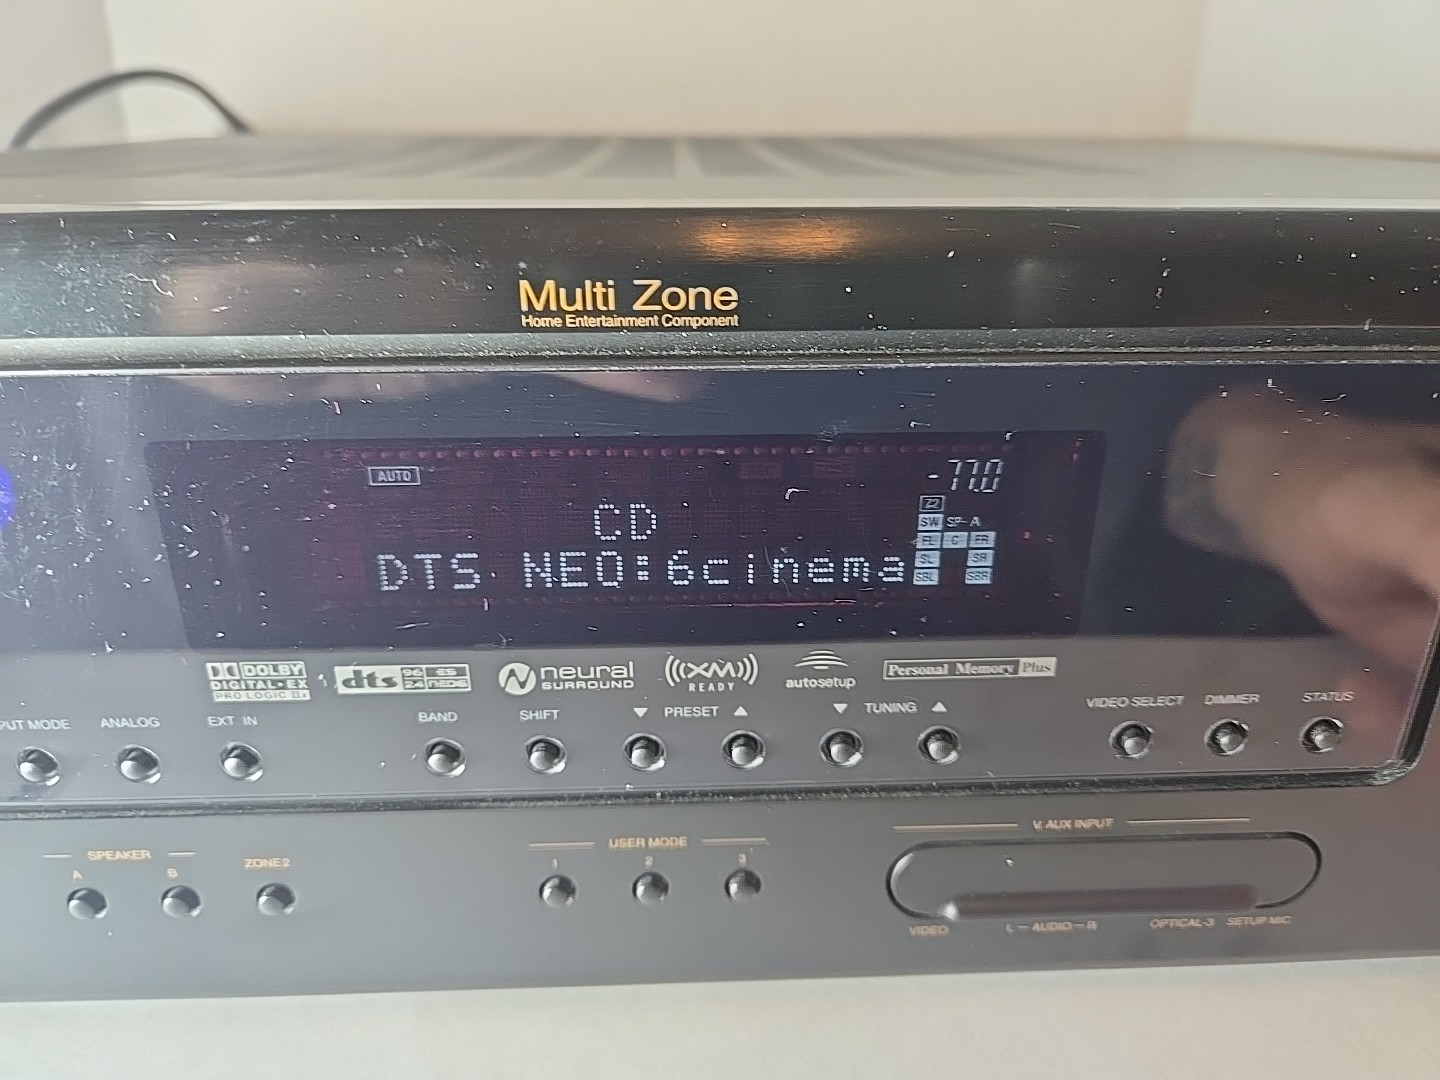 Multi Zone
Home Entertainment Component
AUTO
-77.0
Z2
CD
SW SP-A
FL C FR
DTS NEO:6cinema
SL SR
SBL SBR
DOLBY
DIGITAL·EX
PRO LOGIC IIx
dts 96 24 ES NEO6
neural
SURROUND
((XM))
READY
autosetup
Personal Memory Plus
PUT MODE ANALOG EXT IN BAND SHIFT ▼ PRESET ▲ ▼ TUNING ▲ VIDEO SELECT DIMMER STATUS
SPEAKER
A B
ZONE2
USER MODE
1 2 3
V. AUX INPUT
VIDEO L – AUDIO – R OPTICAL-3 SETUP MIC